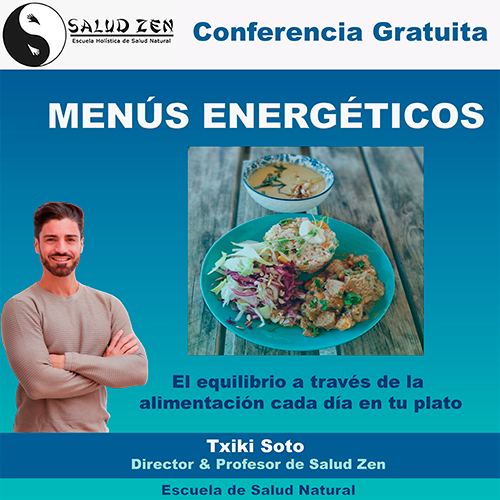 SALUD ZEN
Escuela Holística de Salud Natural
Conferencia Gratuita
MENÚS ENERGÉTICOS
El equilibrio a través de la
alimentación cada día en tu plato
Txiki Soto
Director & Profesor de Salud Zen
Escuela de Salud Natural